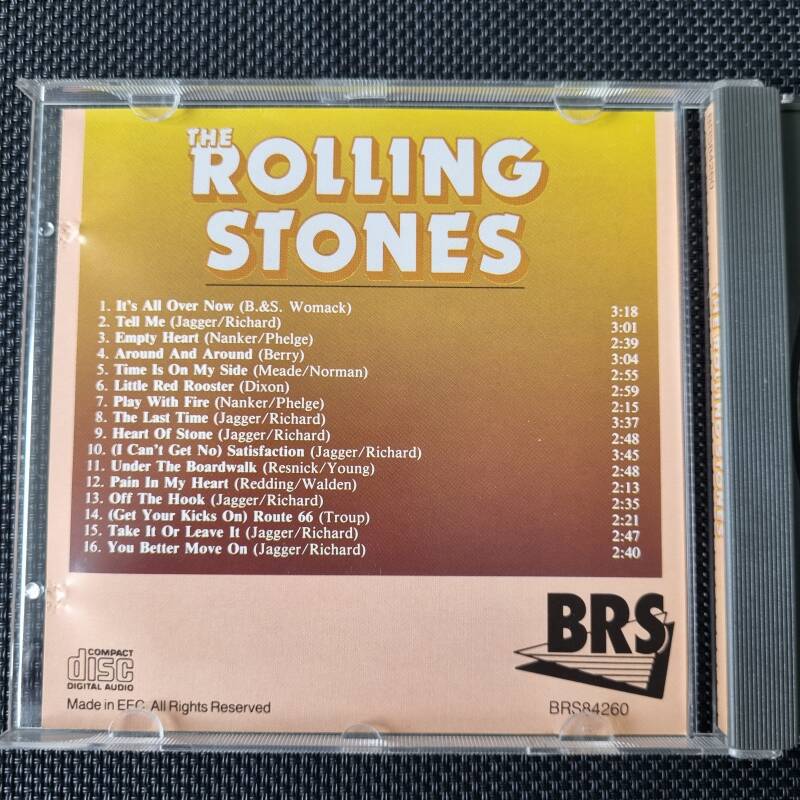 THE
ROLLING
STONES
1. It's All Over Now (B.&S. Womack) 3:18
2. Tell Me (Jagger/Richard) 3:01
3. Empty Heart (Nanker/Phelge) 2:39
4. Around And Around (Berry) 3:04
5. Time Is On My Side (Meade/Norman) 2:55
6. Little Red Rooster (Dixon) 2:59
7. Play With Fire (Nanker/Phelge) 2:15
8. The Last Time (Jagger/Richard) 3:37
9. Heart Of Stone (Jagger/Richard) 2:48
10. (I Can't Get No) Satisfaction (Jagger/Richard) 3:45
11. Under The Boardwalk (Resnick/Young) 2:48
12. Pain In My Heart (Redding/Walden) 2:13
13. Off The Hook (Jagger/Richard) 2:35
14. (Get Your Kicks On) Route 66 (Troup) 2:21
15. Take It Or Leave It (Jagger/Richard) 2:47
16. You Better Move On (Jagger/Richard) 2:40
BRS
COMPACT
disc
DIGITAL AUDIO
Made in EEC. All Rights Reserved
BRS84260